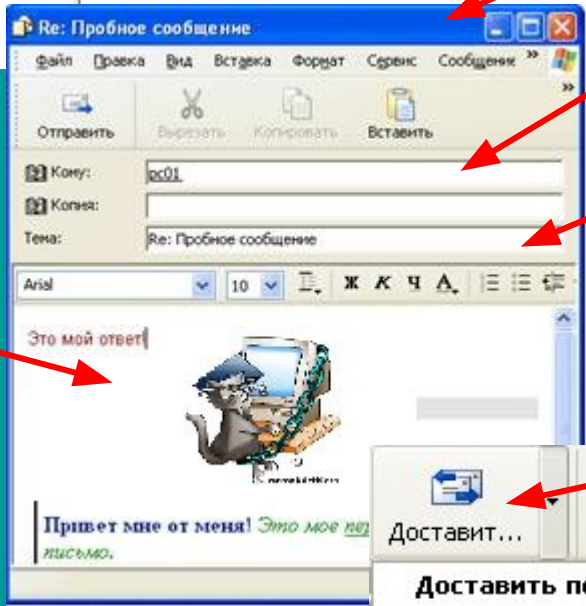 Re: Пробное сообщение
Файл Правка Вид Вставка Формат Сервис Сообщение »
Отправить Вырезать Копировать Вставить »
Кому: pc01
Копия:
Тема: Re: Пробное сообщение
Arial 10 Ж К Ч А
Это мой ответ!
Привет мне от меня! Это мое
письмо.
Доставит...
Доставить